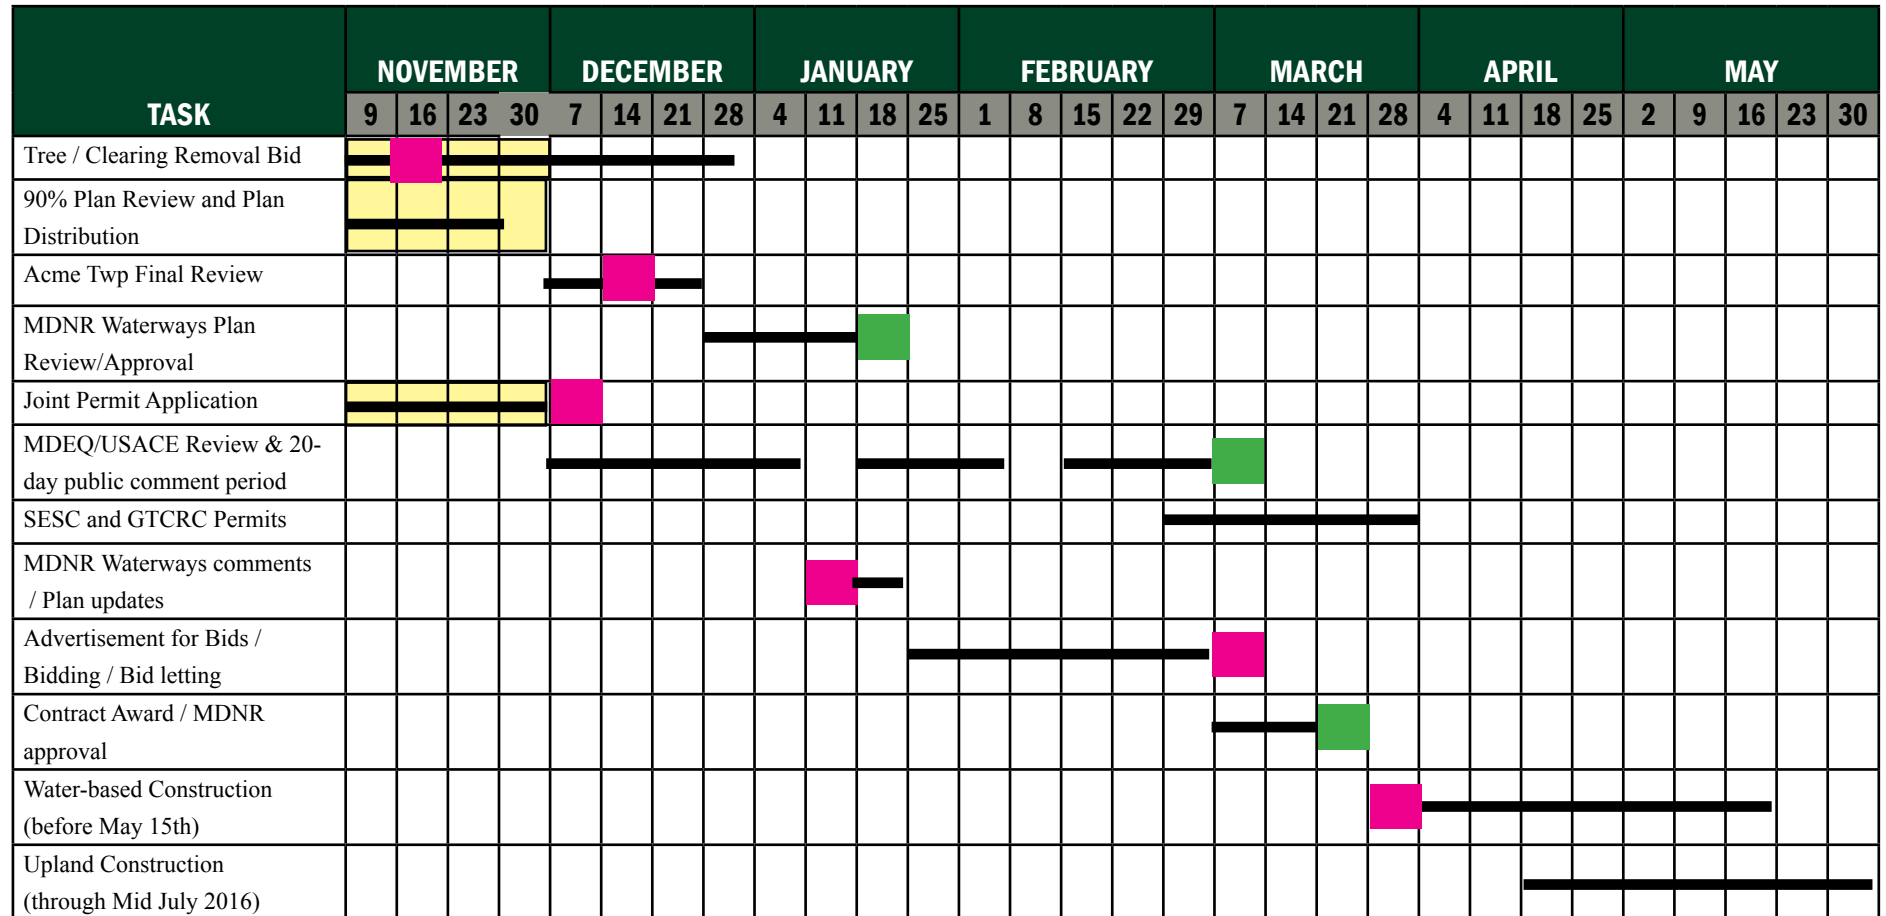 NOVEMBER DECEMBER JANUARY FEBRUARY MARCH APRIL MAY
TASK 9 16 23 30 7 14 21 28 4 11 18 25 1 8 15 22 29 7 14 21 28 4 11 18 25 2 9 16 23 30
Tree / Clearing Removal Bid
90% Plan Review and Plan
Distribution
Acme Twp Final Review
MDNR Waterways Plan
Review/Approval
Joint Permit Application
MDEQ/USACE Review & 20-
day public comment period
SESC and GTCRC Permits
MDNR Waterways comments
/ Plan updates
Advertisement for Bids /
Bidding / Bid letting
Contract Award / MDNR
approval
Water-based Construction
(before May 15th)
Upland Construction
(through Mid July 2016)